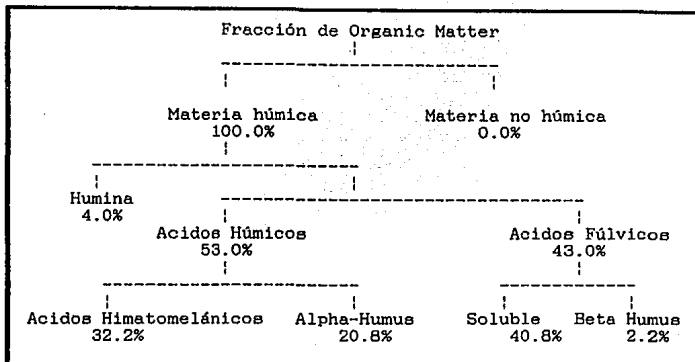 Fracción de Organic Matter
Materia húmica Materia no húmica
100.0% 0.0%
Humina
4.0%
Acidos Húmicos Acidos Fúlvicos
53.0% 43.0%
Acidos Himatomelánicos Alpha-Humus Soluble Beta Humus
32.2% 20.8% 40.8% 2.2%